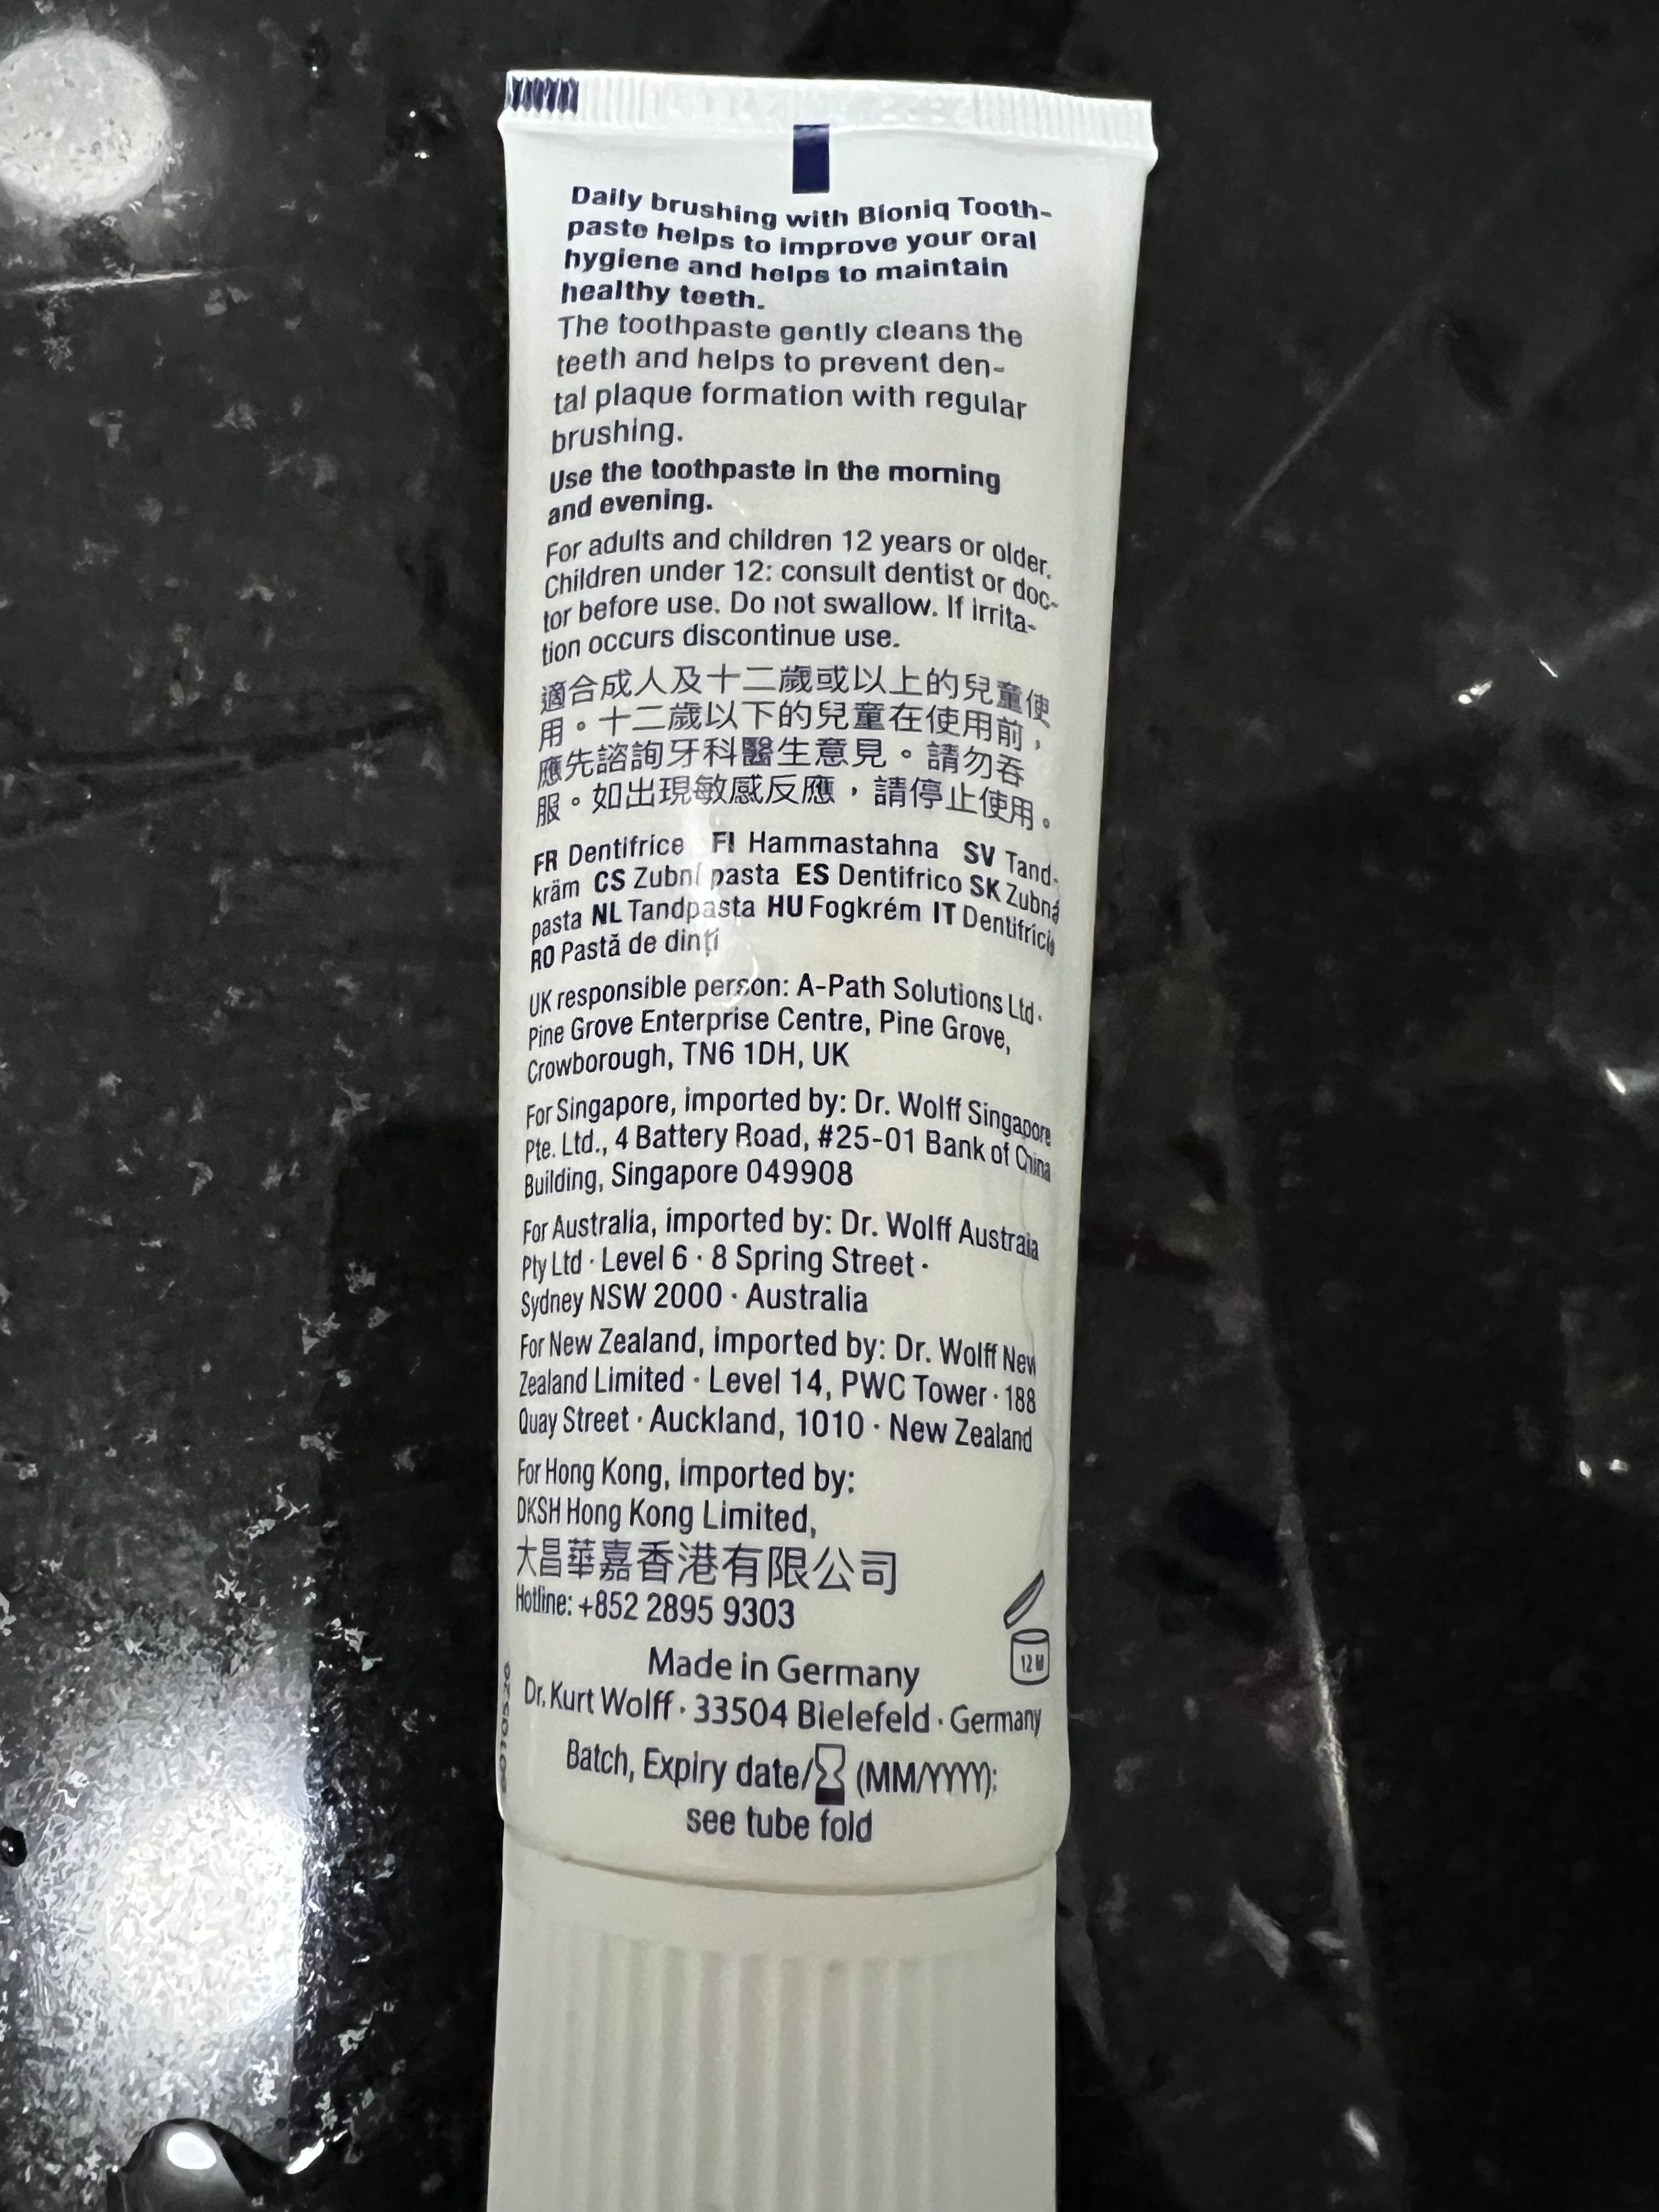 Daily brushing with Bioniq Tooth-
paste helps to improve your oral
hygiene and helps to maintain
healthy teeth.
The toothpaste gently cleans the
teeth and helps to prevent den-
tal plaque formation with regular
brushing.
Use the toothpaste in the morning
and evening.
For adults and children 12 years or older.
Children under 12: consult dentist or doc-
tor before use. Do not swallow. If irrita-
tion occurs discontinue use.
適合成人及十二歲或以上的兒童使
用。十二歲以下的兒童在使用前，
應先諮詢牙科醫生意見。請勿吞
服。如出現敏感反應，請停止使用。
FR Dentifrice FI Hammastahna SV Tand-
kräm CS Zubní pasta ES Dentífrico SK Zubná
pasta NL Tandpasta HU Fogkrém IT Dentifricio
RO Pastă de dinți
UK responsible person: A-Path Solutions Ltd·
Pine Grove Enterprise Centre, Pine Grove,
Crowborough, TN6 1DH, UK
For Singapore, imported by: Dr. Wolff Singapore
Pte. Ltd., 4 Battery Road, #25-01 Bank of China
Building, Singapore 049908
For Australia, imported by: Dr. Wolff Australia
Pty Ltd · Level 6 · 8 Spring Street ·
Sydney NSW 2000 · Australia
For New Zealand, imported by: Dr. Wolff New
Zealand Limited · Level 14, PWC Tower · 188
Quay Street · Auckland, 1010 · New Zealand
For Hong Kong, imported by:
DKSH Hong Kong Limited,
大昌華嘉香港有限公司
Hotline: +852 2895 9303
12 M
Made in Germany
Dr. Kurt Wolff · 33504 Bielefeld · Germany
Batch, Expiry date/ (MM/YYYY):
see tube fold